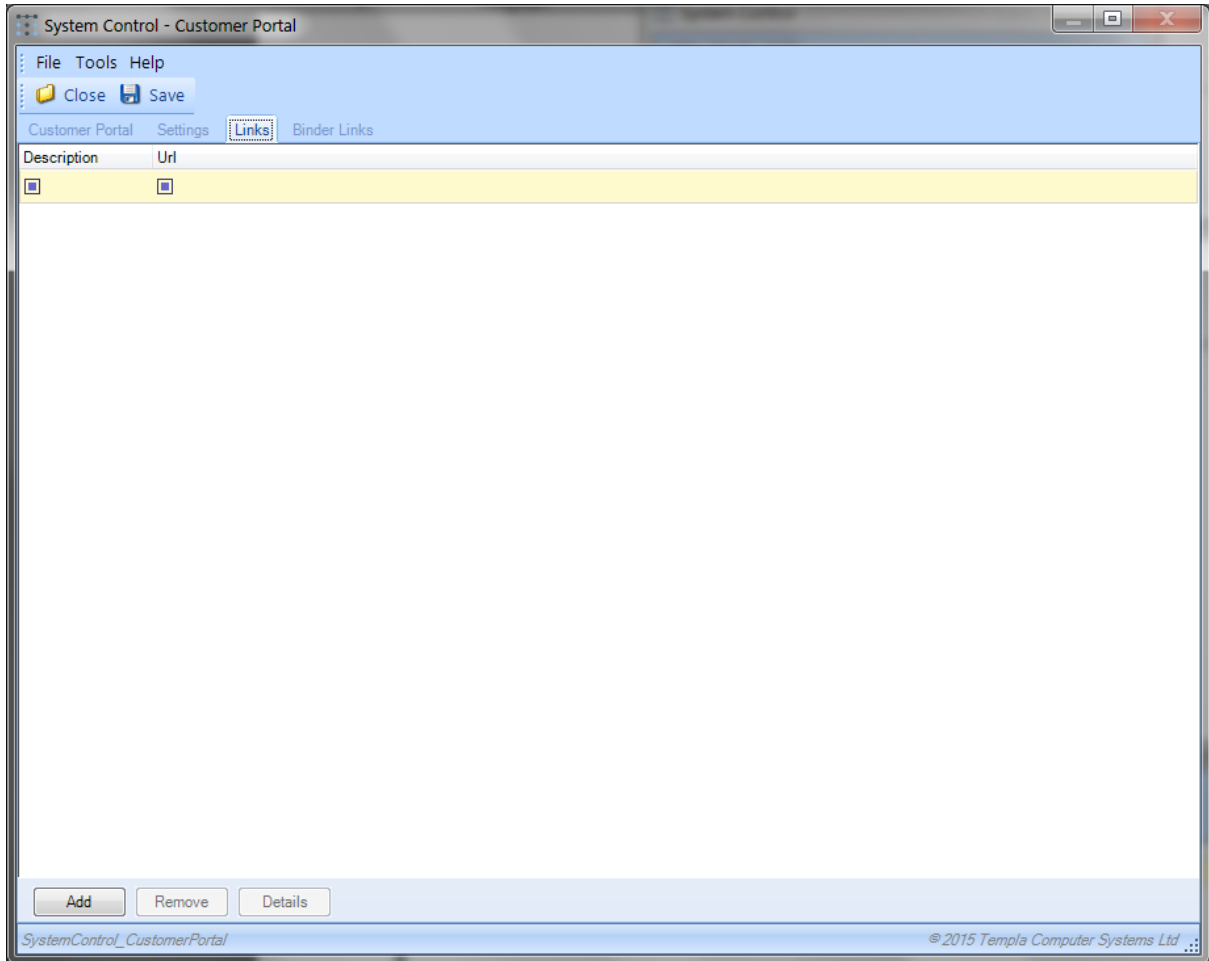 System Control - Customer Portal
File Tools Help
Close Save
Customer Portal Settings Links Binder Links
Description Url
Add Remove Details
SystemControl_CustomerPortal © 2015 Templa Computer Systems Ltd